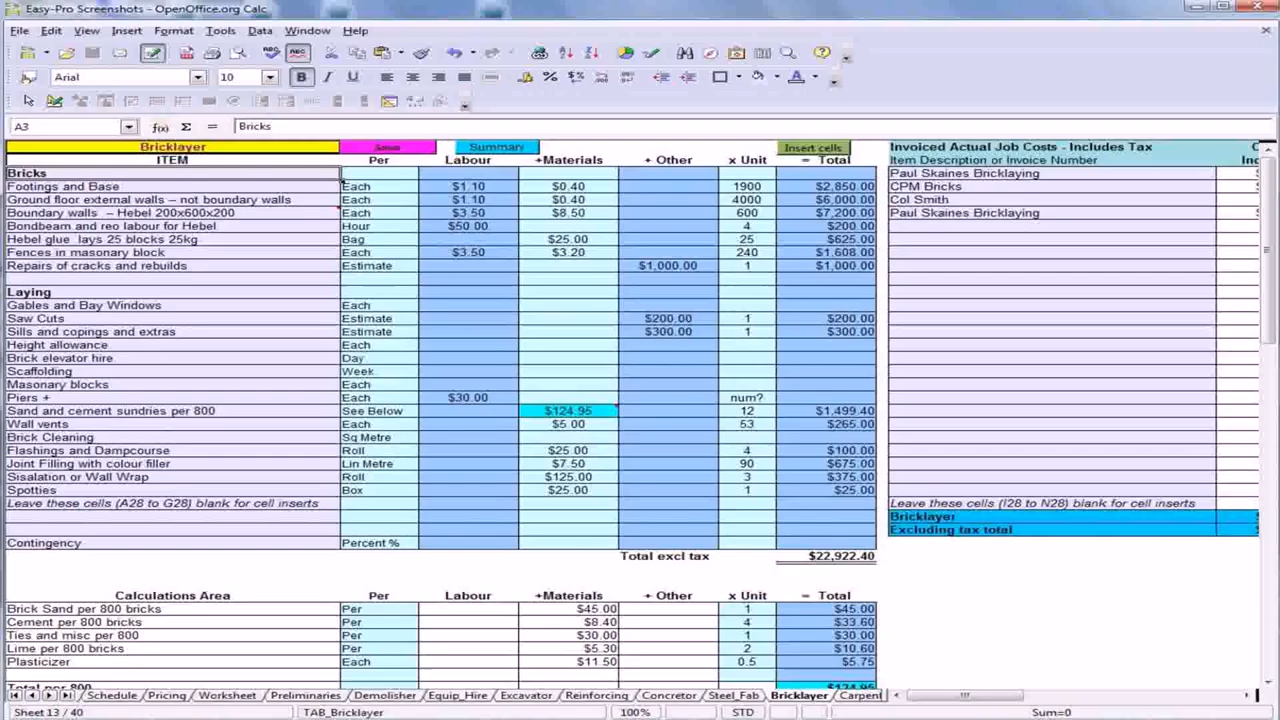 Easy-Pro Screenshots - OpenOffice.org Calc
File Edit View Insert Format Tools Data Window Help
Arial 10
A3 Bricks
Bricklayer Summary Insert cells Invoiced Actual Job Costs - Includes Tax
ITEM Per Labour +Materials + Other x Unit = Total Item Description or Invoice Number
Bricks Paul Skaines Bricklaying
Footings and Base Each $1.10 $0.40 1900 $2,850.00 CPM Bricks
Ground floor external walls – not boundary walls Each $1.10 $0.40 4000 $6,000.00 Col Smith
Boundary walls – Hebel 200x600x200 Each $3.50 $8.50 600 $7,200.00 Paul Skaines Bricklaying
Bondbeam and reo labour for Hebel Hour $50.00 4 $200.00
Hebel glue lays 25 blocks 25kg Bag $25.00 25 $625.00
Fences in masonary block Each $3.50 $3.20 240 $1,608.00
Repairs of cracks and rebuilds Estimate $1,000.00 1 $1,000.00
Laying
Gables and Bay Windows Each
Saw Cuts Estimate $200.00 1 $200.00
Sills and copings and extras Estimate $300.00 1 $300.00
Height allowance Each
Brick elevator hire Day
Scaffolding Week
Masonary blocks Each
Piers + Each $30.00 num?
Sand and cement sundries per 800 See Below $124.95 12 $1,499.40
Wall vents Each $5.00 53 $265.00
Brick Cleaning Sq Metre
Flashings and Dampcourse Roll $25.00 4 $100.00
Joint Filling with colour filler Lin Metre $7.50 90 $675.00
Sisalation or Wall Wrap Roll $125.00 3 $375.00
Spotties Box $25.00 1 $25.00
Leave these cells (A28 to G28) blank for cell inserts Leave these cells (I28 to N28) blank for cell inserts
Bricklayer
Excluding tax total
Contingency Percent %
Total excl tax $22,922.40
Calculations Area Per Labour +Materials + Other x Unit = Total
Brick Sand per 800 bricks Per $45.00 1 $45.00
Cement per 800 bricks Per $8.40 4 $33.60
Ties and misc per 800 Per $30.00 1 $30.00
Lime per 800 bricks Per $5.30 2 $10.60
Plasticizer Each $11.50 0.5 $5.75
Total per 800 $124.95
Schedule Pricing Worksheet Preliminaries Demolisher Equip_Hire Excavator Reinforcing Concretor Steel_Fab Bricklayer Carpent
Sheet 13 / 40 TAB_Bricklayer 100% STD Sum=0